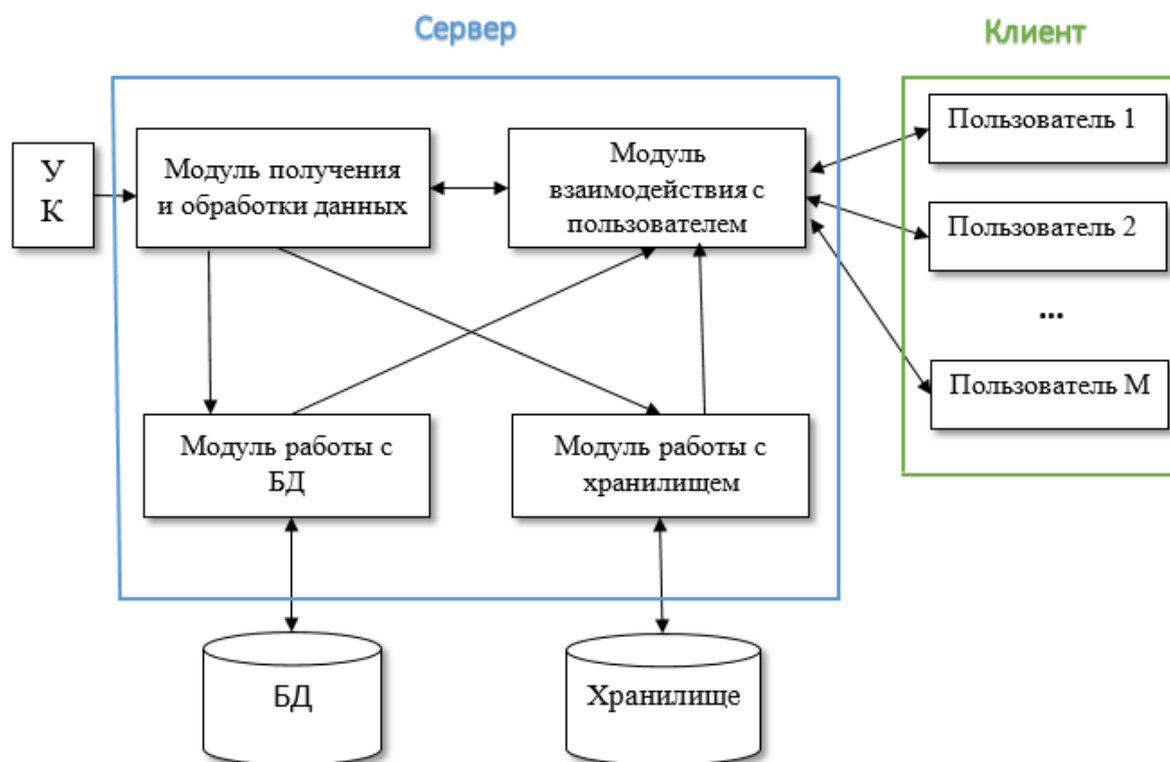 Сервер
Клиент
У
К
Модуль получения
и обработки данных
Модуль
взаимодействия с
пользователем
Пользователь 1
Пользователь 2
...
Пользователь М
Модуль работы с
БД
Модуль работы с
хранилищем
БД
Хранилище